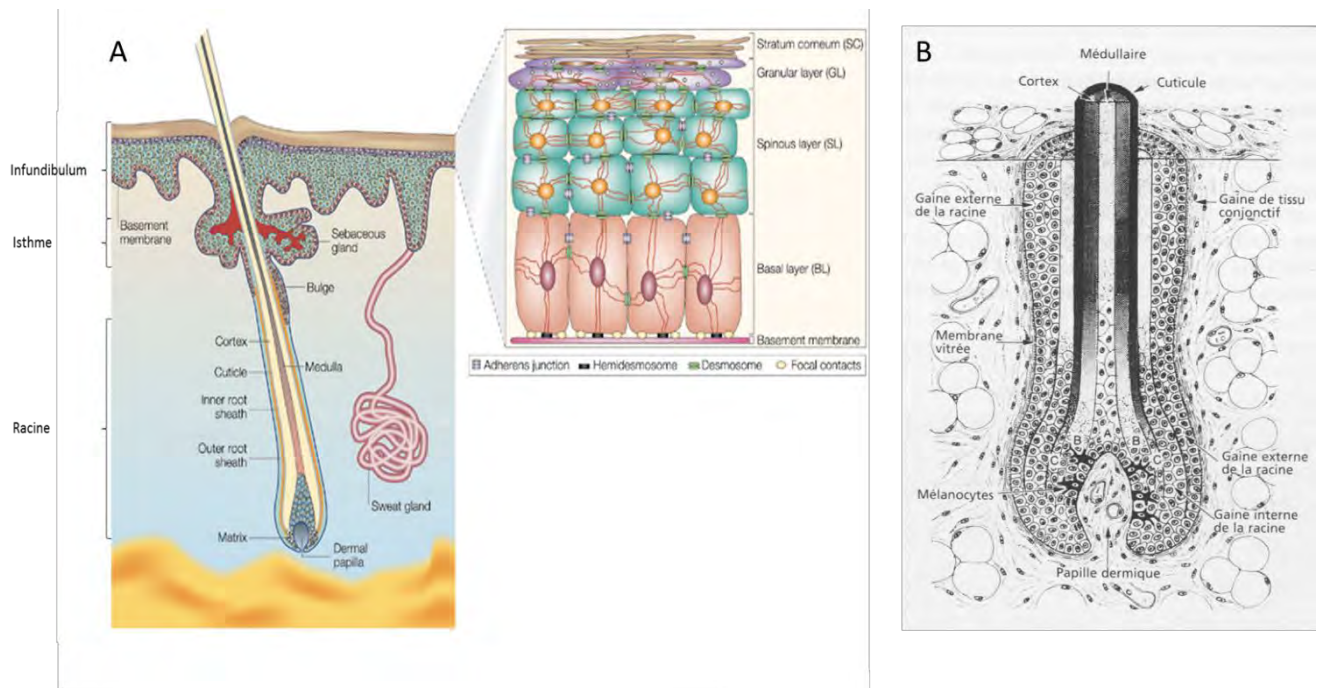 A
Infundibulum
Isthme
Racine
Basement
membrane
Sebaceous
gland
Bulge
Cortex
Medulla
Cuticle
Inner root
sheath
Outer root
sheath
Sweat gland
Matrix
Dermal
papilla
Stratum corneum (SC)
Granular layer (GL)
Spinous layer (SL)
Basal layer (BL)
Basement membrane
Adherens junction Hemidesmosome Desmosome Focal contacts
B
Médullaire
Cortex
Cuticule
Gaine externe
de la racine
Gaine de tissu
conjonctif
Membrane
vitrée
B A B
C C
Gaine externe
de la racine
Mélanocytes
Gaine interne
de la racine
Papille dermique